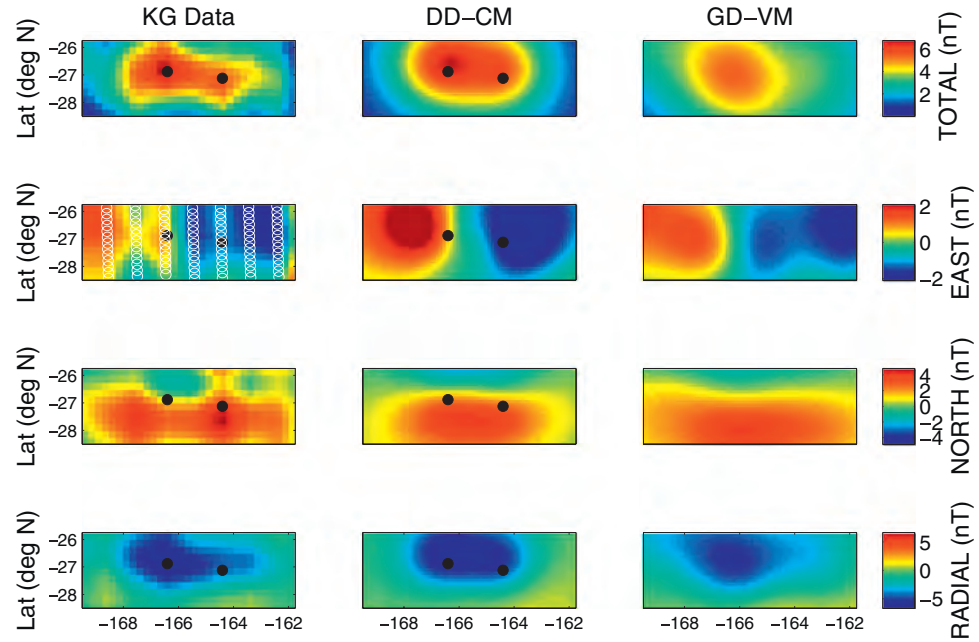 KG Data DD–CM GD–VM
Lat (deg N)
−26
−27
−28
6
4
2
TOTAL (nT)
Lat (deg N)
−26
−27
−28
2
1
0
−2
EAST (nT)
Lat (deg N)
−26
−27
−28
4
2
0
−2
−4
NORTH (nT)
Lat (deg N)
−26
−27
−28
5
0
−5
RADIAL (nT)
−168 −166 −164 −162 −168 −166 −164 −162 −168 −166 −164 −162